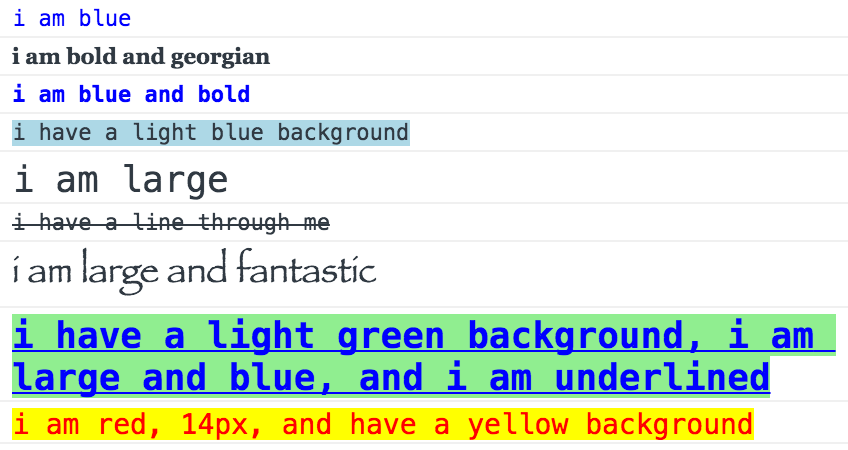 i am blue
i am bold and georgian
i am blue and bold
i have a light blue background
i am large
i have a line through me
i am large and fantastic
i have a light green background, i am
large and blue, and i am underlined
i am red, 14px, and have a yellow background